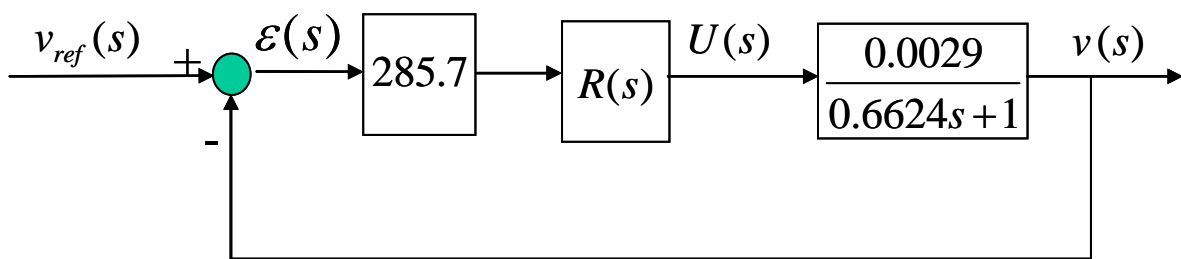 v_ref(s)
+
-
ε(s)
285.7
R(s)
U(s)
0.0029
0.6624s+1
v(s)